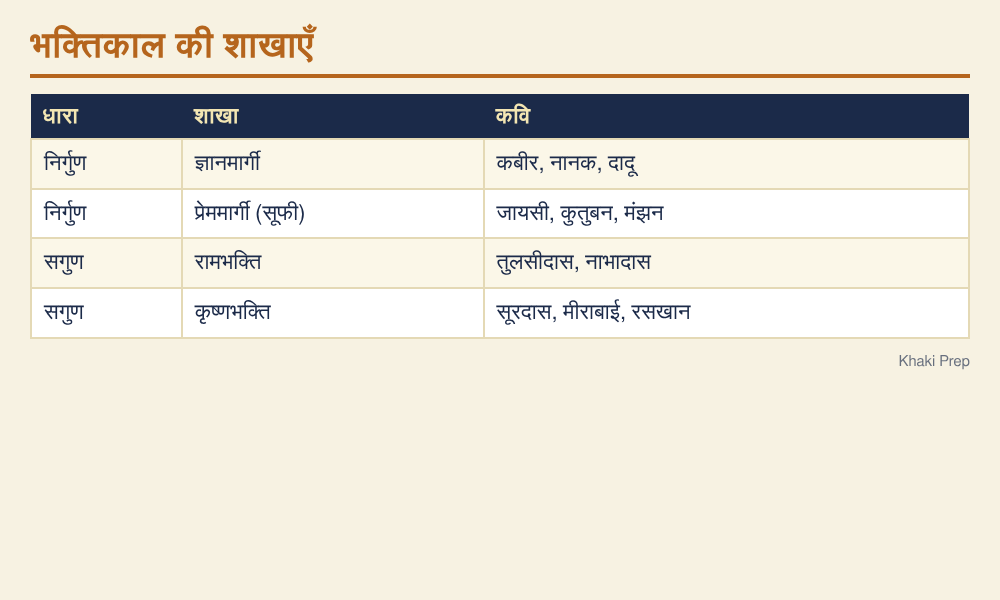 भक्तिकाल की शाखाएँ
धारा शाखा कवि
निर्गुण ज्ञानमार्गी कबीर, नानक, दादू
निर्गुण प्रेममार्गी (सूफी) जायसी, कुतुबन, मंझन
सगुण रामभक्ति तुलसीदास, नाभादास
सगुण कृष्णभक्ति सूरदास, मीराबाई, रसखान
Khaki Prep